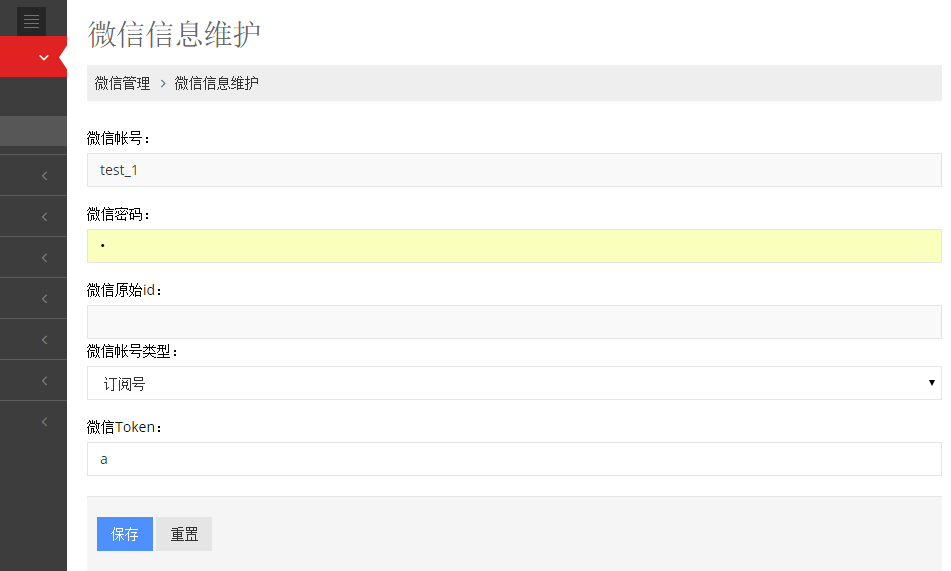 微信信息维护
微信管理 > 微信信息维护
微信帐号：
test_1
微信密码：
•
微信原始id：
微信帐号类型：
订阅号
微信Token：
a
保存 重置